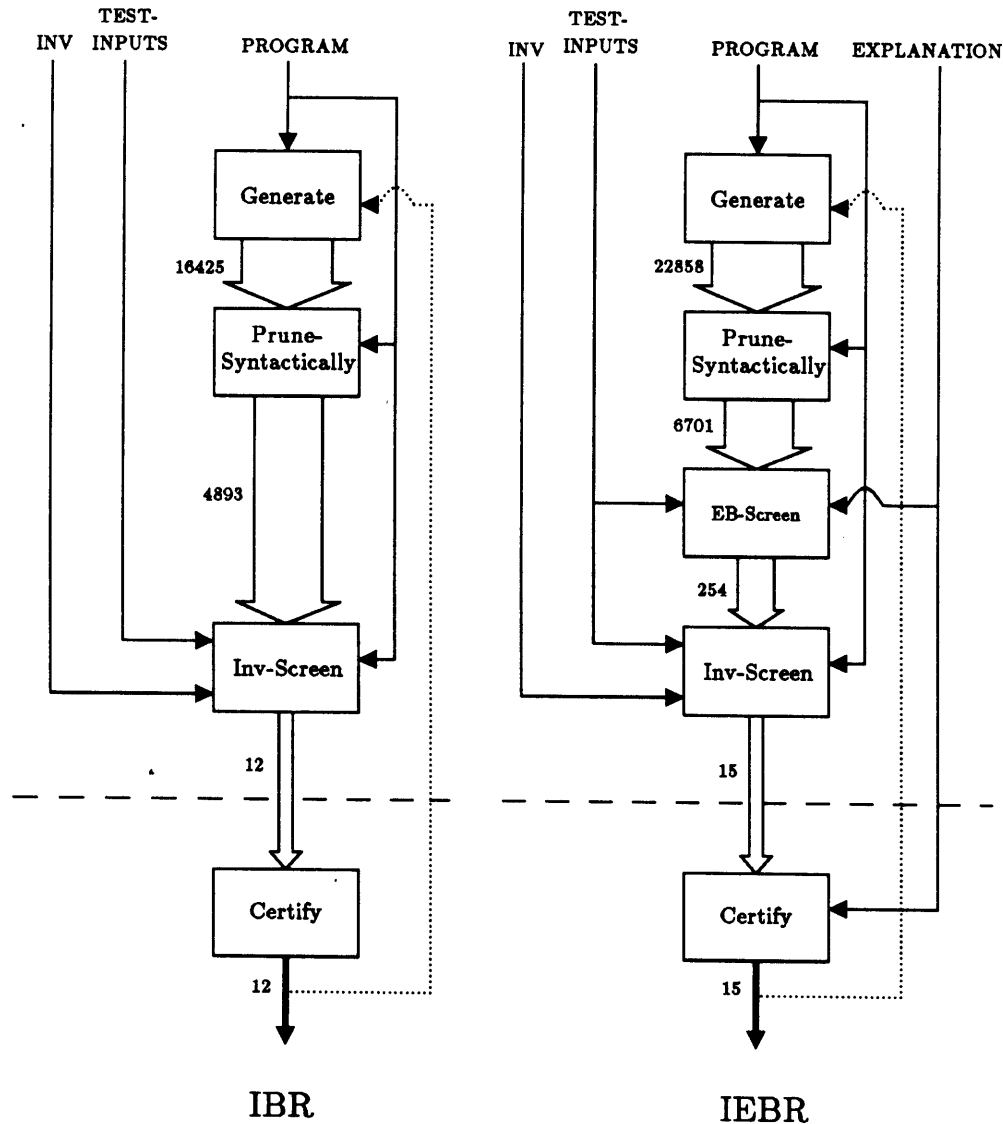 TEST-
INV INPUTS PROGRAM
Generate
16425
Prune-
Syntactically
4893
Inv-Screen
12
Certify
12
IBR
TEST-
INV INPUTS PROGRAM EXPLANATION
Generate
22858
Prune-
Syntactically
6701
EB-Screen
254
Inv-Screen
15
Certify
15
IEBR